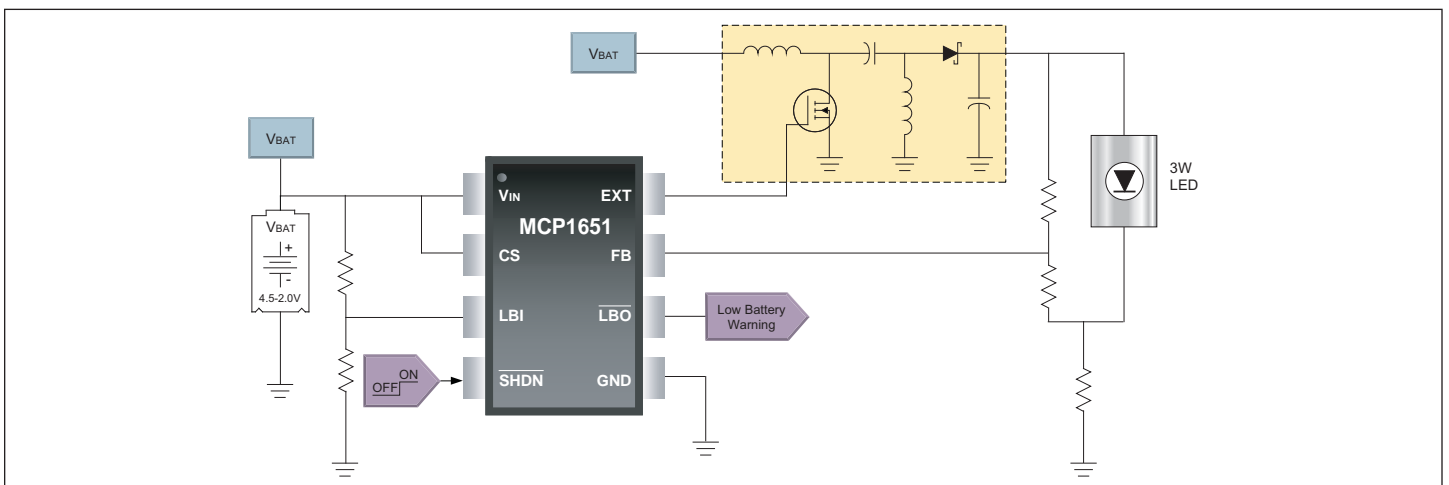 VBAT
VBAT
VBAT
+
-
4.5-2.0V
VIN
EXT
MCP1651
CS
FB
LBI
LBO
SHDN
GND
ON
OFF
Low Battery
Warning
3W
LED